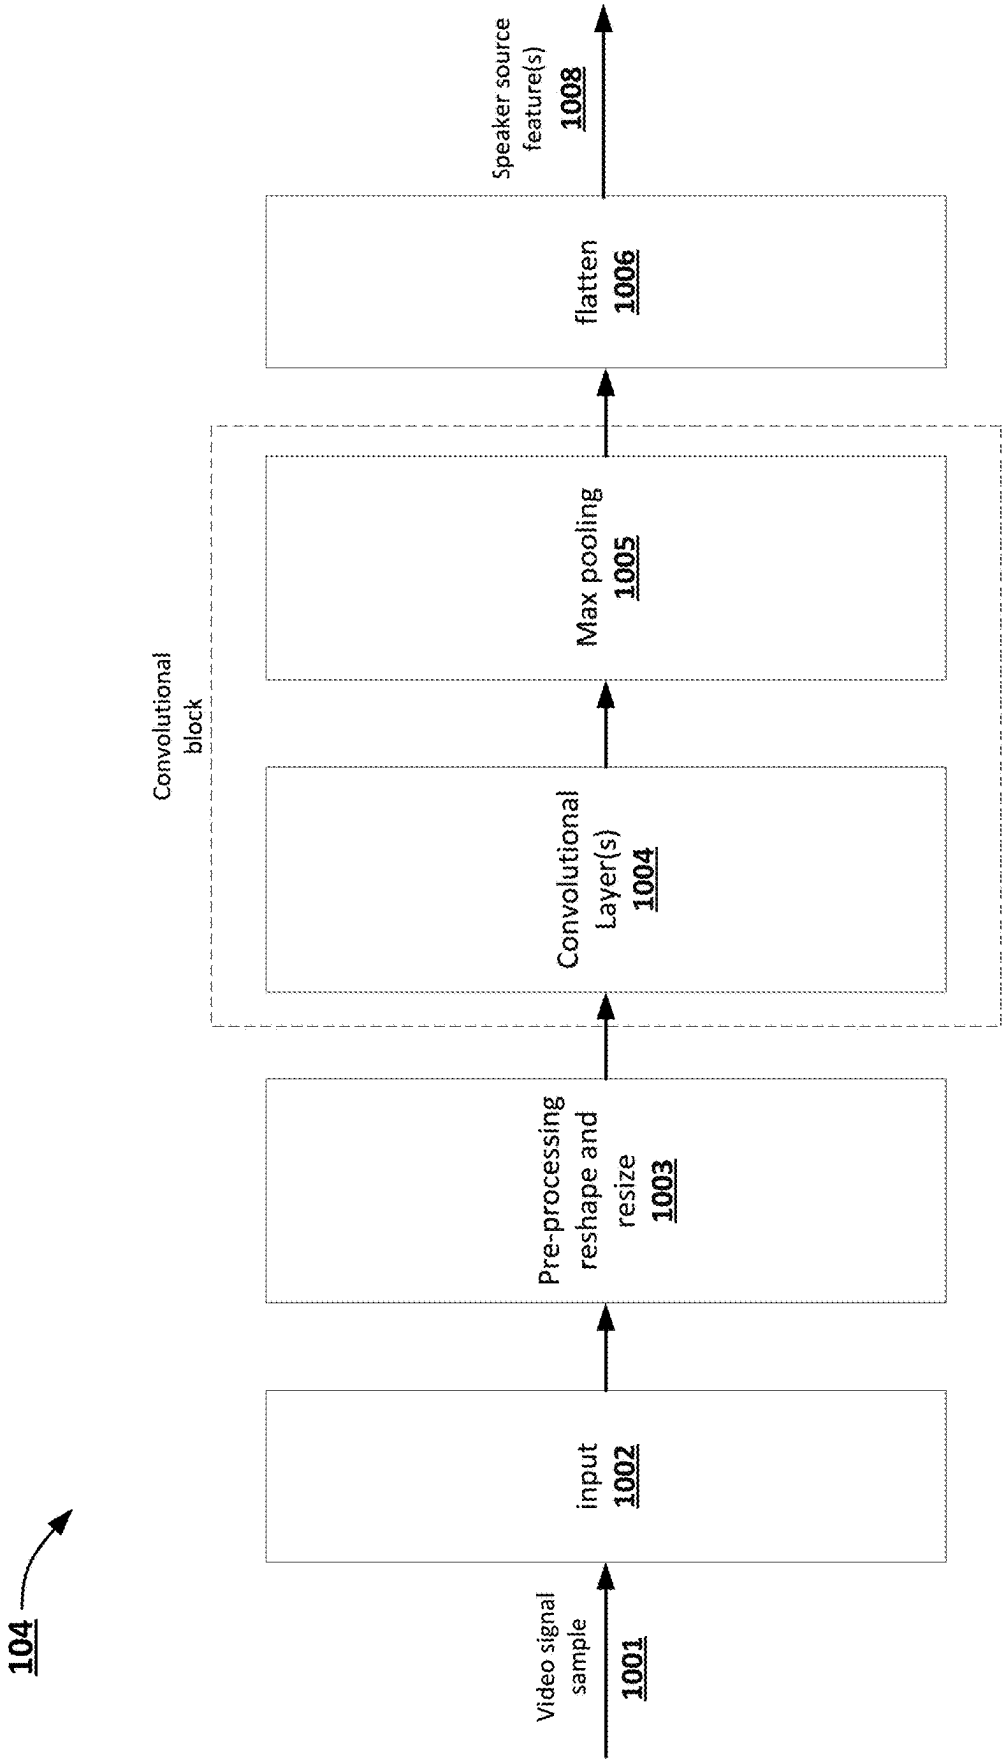 104
Video signal
sample
1001
input
1002
Pre-processing
reshape and
resize
1003
Convolutional
block
Convolutional
Layer(s)
1004
Max pooling
1005
flatten
1006
Speaker source
feature(s)
1008